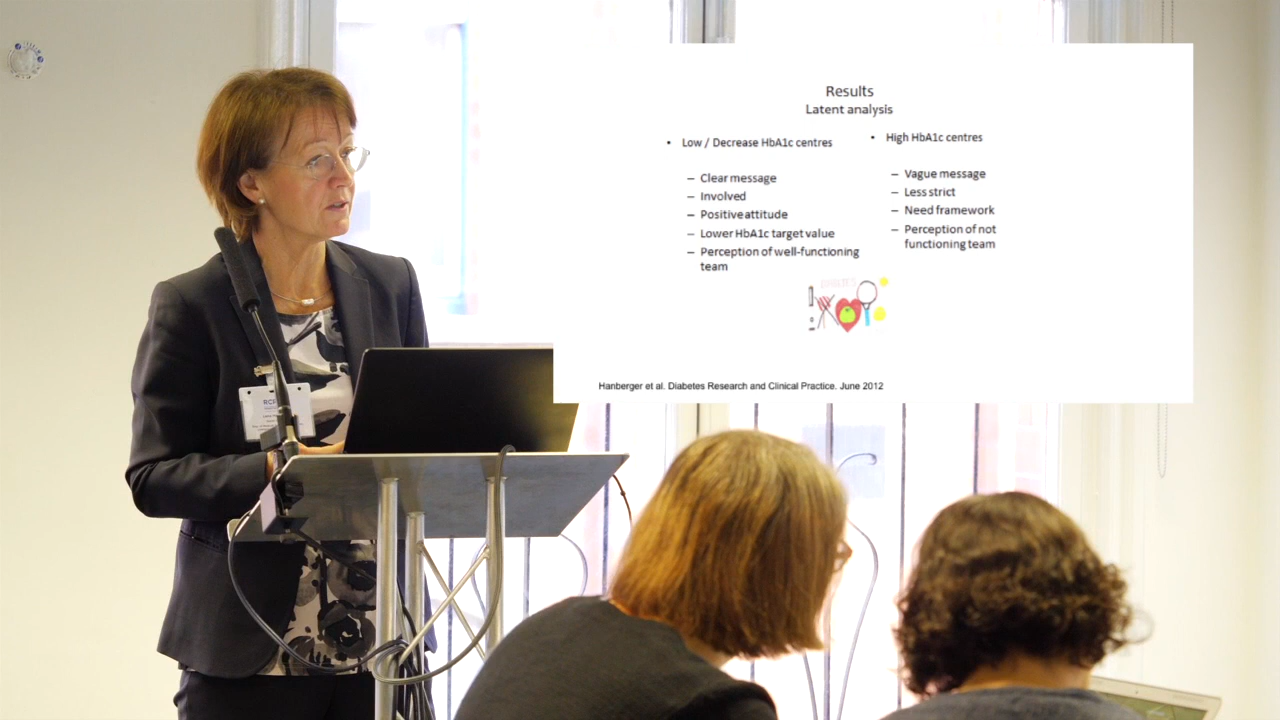 Results
Latent analysis
• Low / Decrease HbA1c centres
– Clear message
– Involved
– Positive attitude
– Lower HbA1c target value
– Perception of well-functioning
team
• High HbA1c centres
– Vague message
– Less strict
– Need framework
– Perception of not
functioning team
Hanberger et al. Diabetes Research and Clinical Practice. June 2012